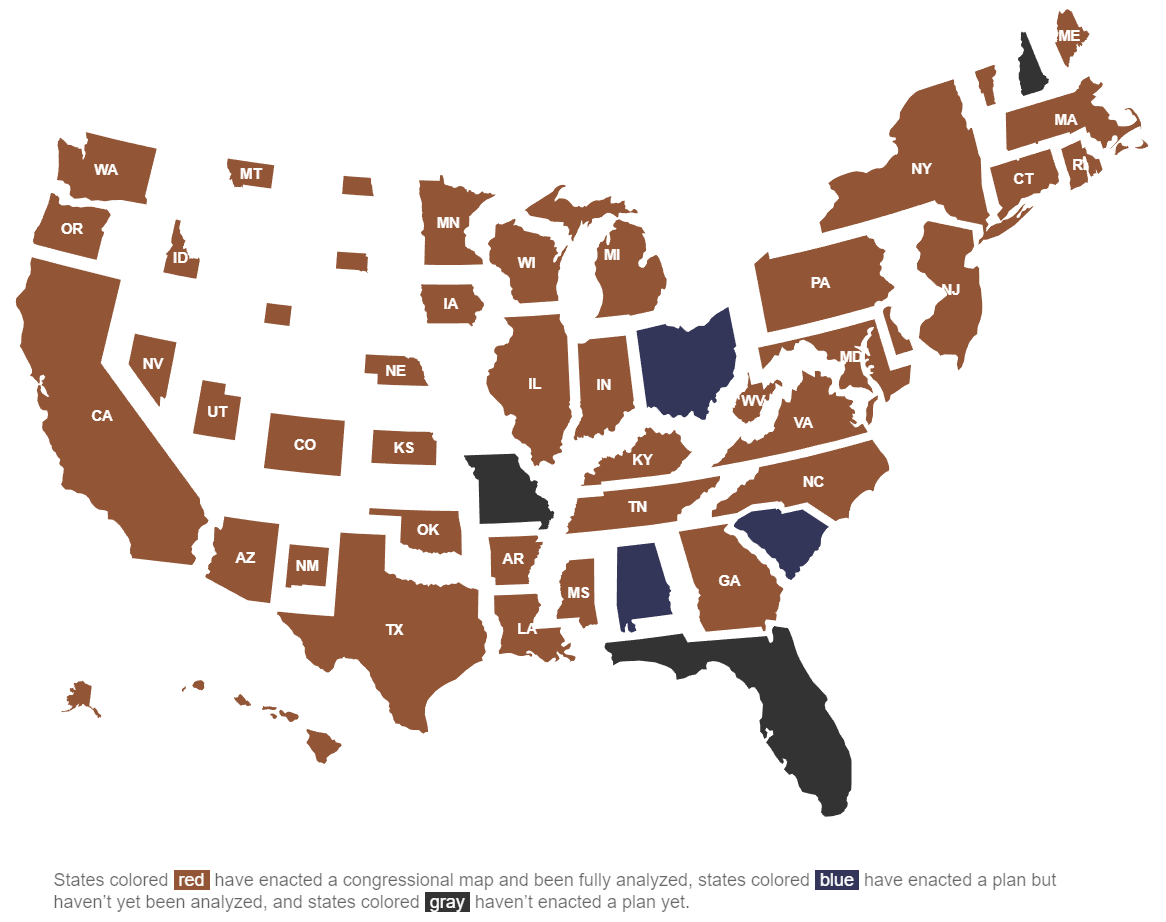 ME
MA
NY
CT
RI
WA
MT
OR
MN
ID
WI
MI
PA
NJ
IA
NV
NE
IL
IN
MD
WV
UT
CA
CO
KS
VA
KY
NC
TN
OK
AZ
NM
AR
MS
GA
TX
LA
States colored red have enacted a congressional map and been fully analyzed, states colored blue have enacted a plan but
haven’t yet been analyzed, and states colored gray haven’t enacted a plan yet.